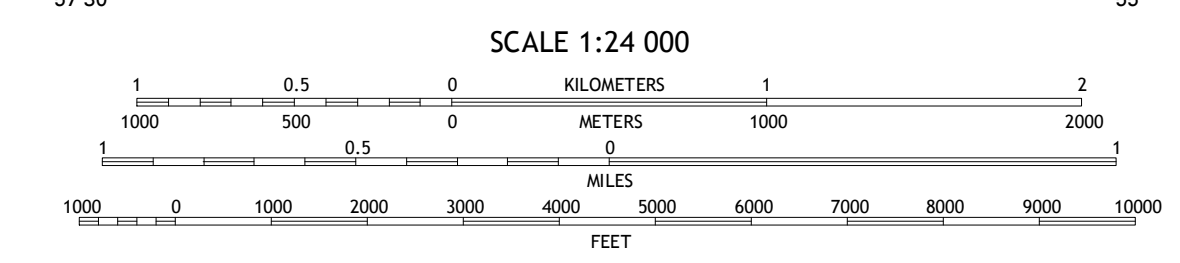 SCALE 1:24 000
1 0.5 0 KILOMETERS 1 2
1000 500 0 METERS 1000 2000
1 0.5 0 1
MILES
1000 0 1000 2000 3000 4000 5000 6000 7000 8000 9000 10000
FEET